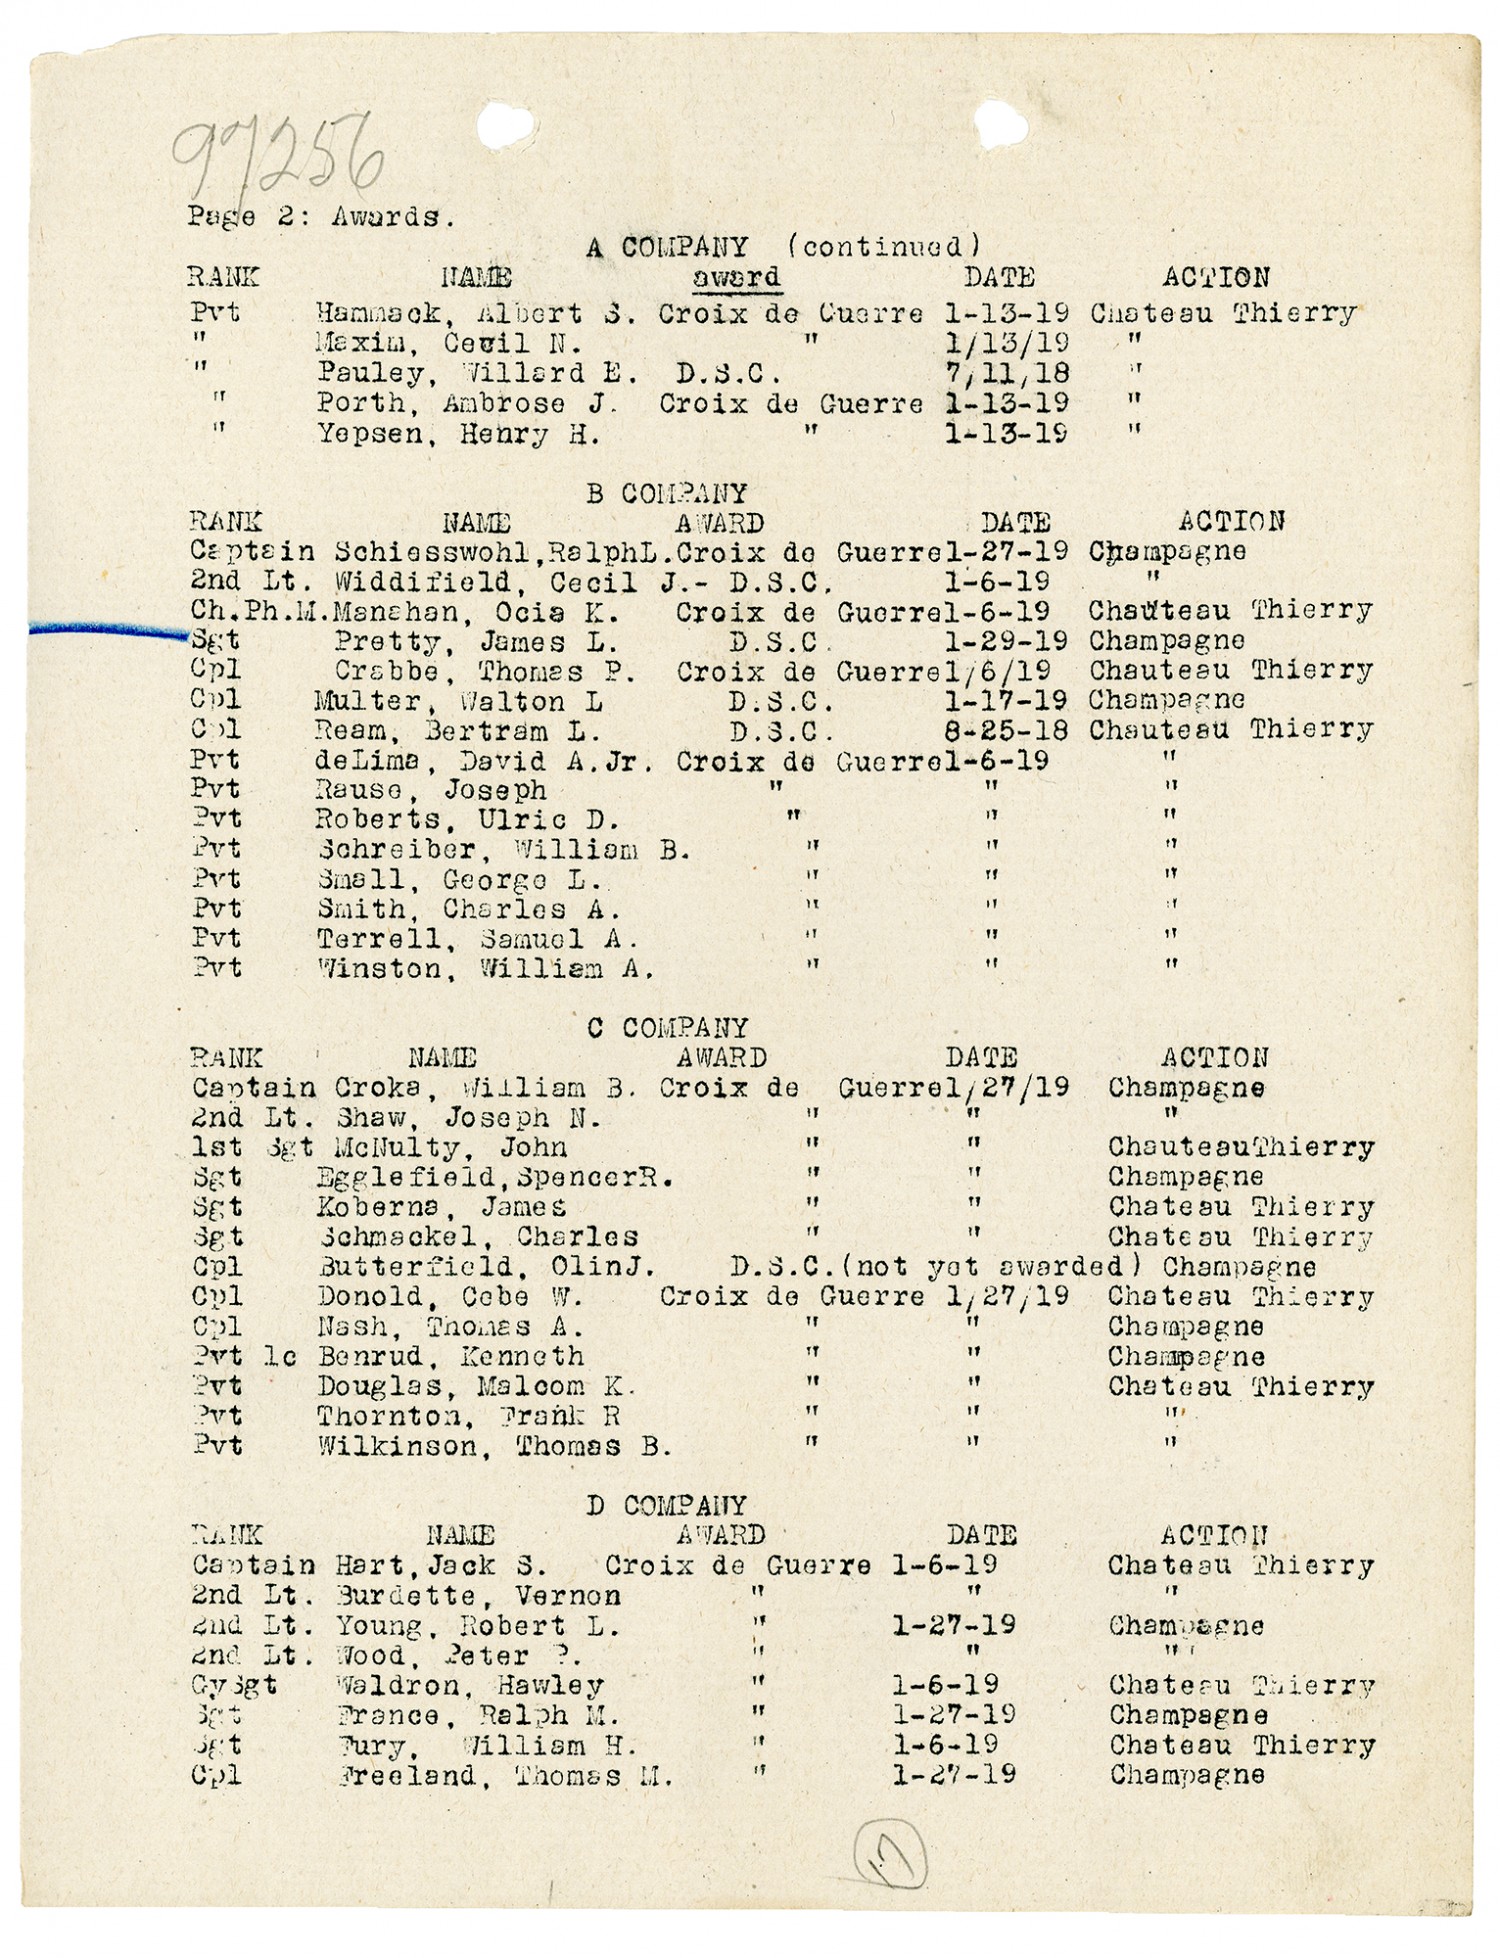 97256
Page 2: Awards.
A COMPANY (continued)
RANK NAME award DATE ACTION
Pvt Hammack, Albert S. Croix de Guerre 1-13-19 Chateau Thierry
" Maxim, Cecil N. " 1/13/19 "
" Pauley, Willard E. D.S.C. 7,11,18 "
" Porth, Ambrose J. Croix de Guerre 1-13-19 "
" Yepsen, Henry H. " 1-13-19 "
B COMPANY
RANK NAME AWARD DATE ACTION
Captain Schiesswohl,RalphL.Croix de Guerre1-27-19 Champagne
2nd Lt. Widdifield, Cecil J.- D.S.C. 1-6-19 "
Ch.Ph.M.Manahan, Ocia K. Croix de Guerre1-6-19 Chauteau Thierry
Sgt Pretty, James L. D.S.C. 1-29-19 Champagne
Cpl Crabbe, Thomas P. Croix de Guerre1/6/19 Chauteau Thierry
Cpl Multer, Walton L D.S.C. 1-17-19 Champagne
Cpl Ream, Bertram L. D.S.C. 8-25-18 Chauteau Thierry
Pvt deLima, David A.Jr. Croix de Guerre1-6-19 "
Pvt Rause, Joseph " " "
Pvt Roberts, Ulric D. " " "
Pvt Schreiber, William B. " " "
Pvt Small, George L. " " "
Pvt Smith, Charles A. " " "
Pvt Terrell, Samuel A. " " "
Pvt Winston, William A. " " "
C COMPANY
RANK NAME AWARD DATE ACTION
Captain Croka, William B. Croix de Guerre1/27/19 Champagne
2nd Lt. Shaw, Joseph N. " " "
1st Sgt McNulty, John " " ChauteauThierry
Sgt Egglefield,SpencerR. " " Champagne
Sgt Koberna, James " " Chateau Thierry
Sgt Schmackel, Charles " " Chateau Thierry
Cpl Butterfield, OlinJ. D.S.C.(not yet awarded) Champagne
Cpl Donold, Cebe W. Croix de Guerre 1/27/19 Chateau Thierry
Cpl Nash, Thomas A. " " Champagne
Pvt 1c Benrud, Kenneth " " Champagne
Pvt Douglas, Malcom K. " " Chateau Thierry
Pvt Thornton, Frank R " " "
Pvt Wilkinson, Thomas B. " " "
D COMPANY
RANK NAME AWARD DATE ACTION
Captain Hart,Jack S. Croix de Guerre 1-6-19 Chateau Thierry
2nd Lt. Burdette, Vernon " " "
2nd Lt. Young, Robert L. " 1-27-19 Champagne
2nd Lt. Wood, Peter P. " " "
GySgt Waldron, Hawley " 1-6-19 Chateau Thierry
Sgt France, Ralph M. " 1-27-19 Champagne
Sgt Fury, William H. " 1-6-19 Chateau Thierry
Cpl Freeland, Thomas M. " 1-27-19 Champagne
17